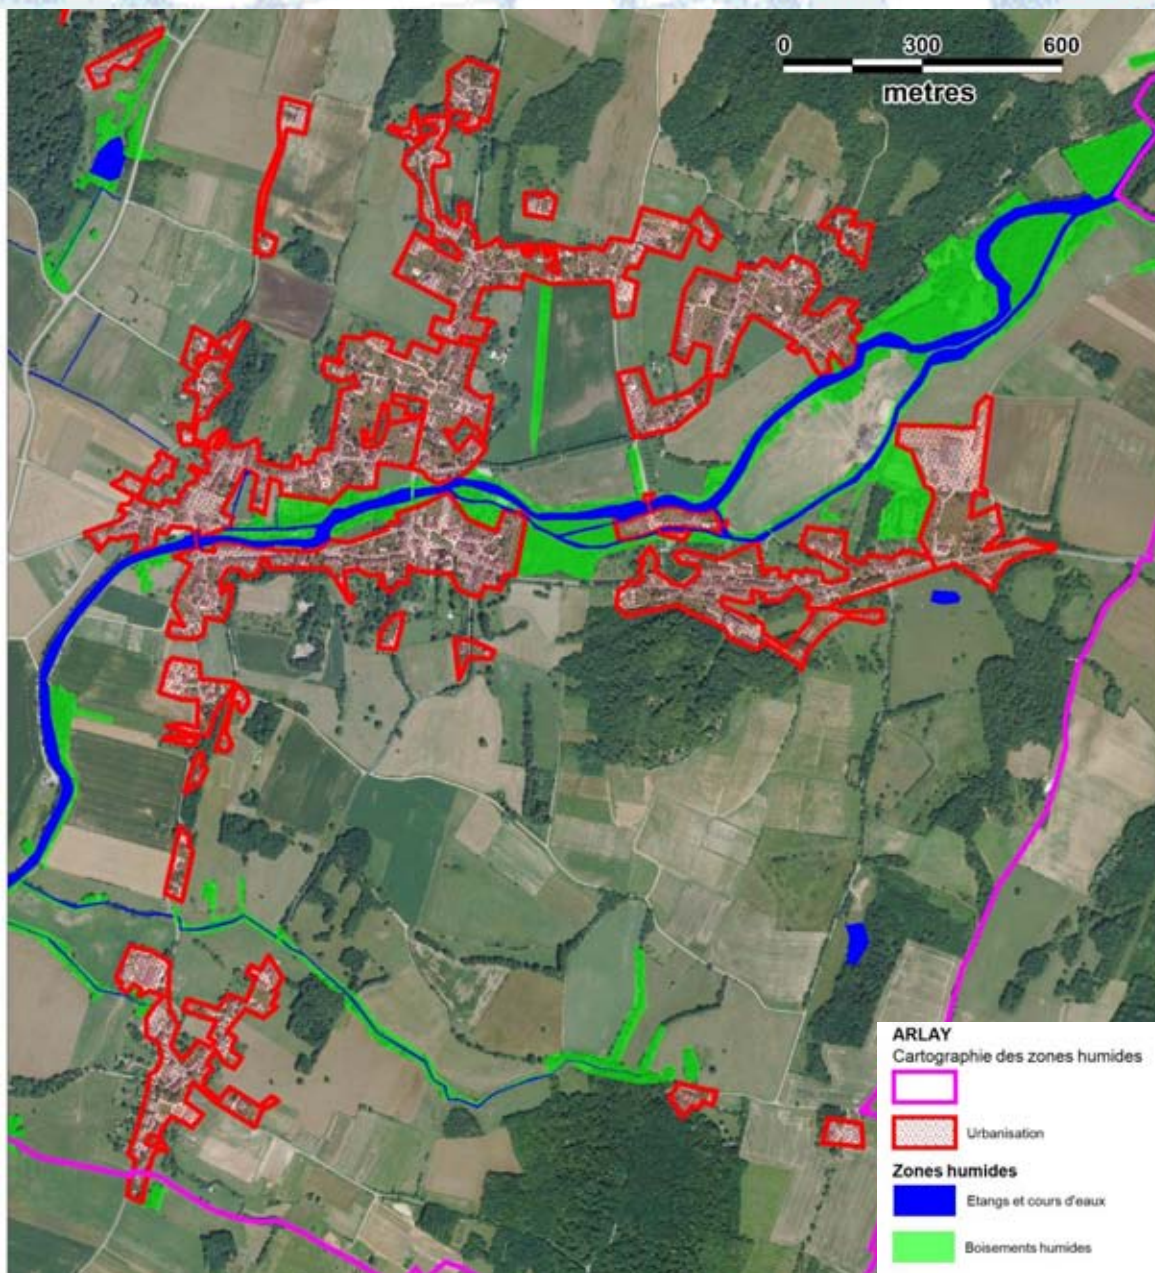 0 300 600
metres
ARLAY
Cartographie des zones humides
Urbanisation
Zones humides
Etangs et cours d'eaux
Boisements humides